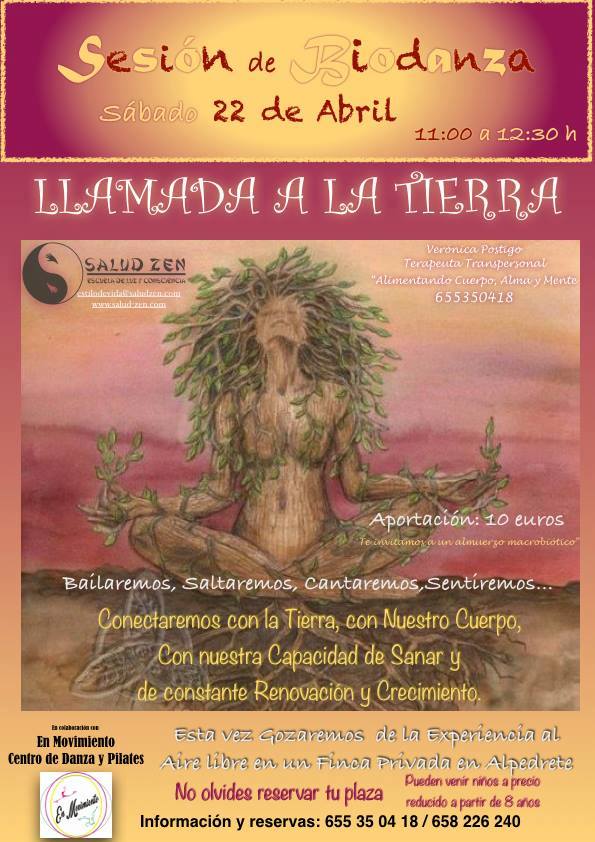 Sesión de Biodanza
Sábado 22 de Abril
11:00 a 12:30 h
LLAMADA A LA TIERRA
SALUD ZEN
ESCUELA DE LUZ Y CONSCIENCIA
estilodevida@saludzen.com
www.salud-zen.com
Verónica Postigo
Terapeuta Transpersonal
"Alimentando Cuerpo, Alma y Mente
655350418
Aportación: 10 euros
Te invitamos a un almuerzo macrobiótico"
Bailaremos, Saltaremos, Cantaremos,Sentiremos...
Conectaremos con la Tierra, con Nuestro Cuerpo,
Con nuestra Capacidad de Sanar y
de constante Renovación y Crecimiento.
En colaboración con
En Movimiento
Centro de Danza y Pilates
En Movimiento
Esta vez Gozaremos de la Experiencia al
Aire libre en un Finca Privada en Alpedrete
No olvides reservar tu plaza
Pueden venir niños a precio
reducido a partir de 8 años
Información y reservas: 655 35 04 18 / 658 226 240